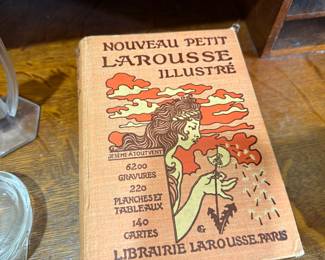 NOUVEAU PETIT
LAROUSSE
ILLUSTRÉ
JE SÈME À TOUT VENT
6200
GRAVURES
220
PLANCHES ET
TABLEAUX
140
CARTES
LIBRAIRIE LAROUSSE. PARIS